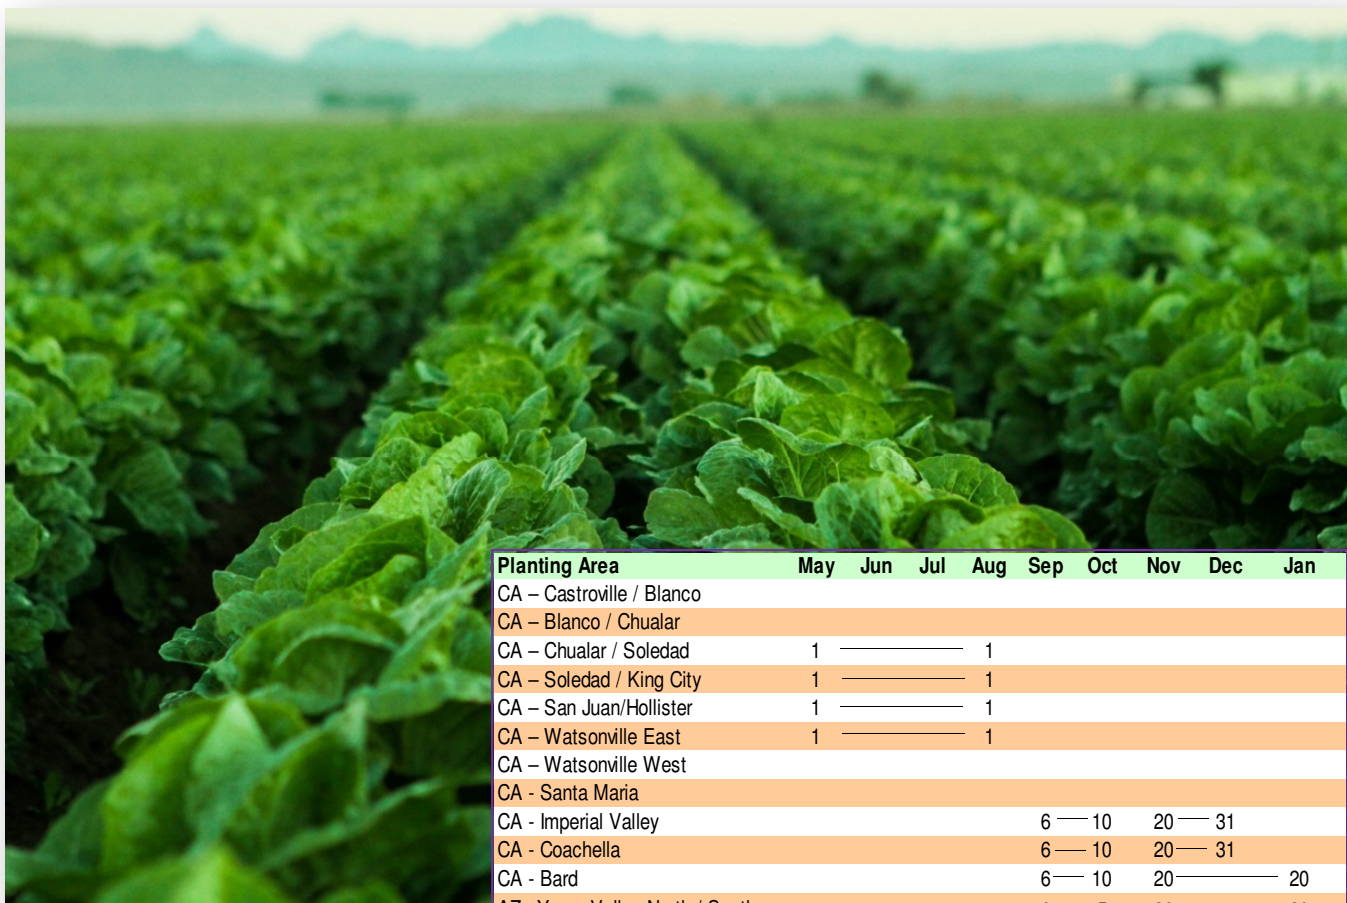 Planting Area May Jun Jul Aug Sep Oct Nov Dec Jan
CA – Castroville / Blanco
CA – Blanco / Chualar
CA – Chualar / Soledad 1 1
CA – Soledad / King City 1 1
CA – San Juan/Hollister 1 1
CA – Watsonville East 1 1
CA – Watsonville West
CA - Santa Maria
CA - Imperial Valley 6 10 20 31
CA - Coachella 6 10 20 31
CA - Bard 6 10 20 20